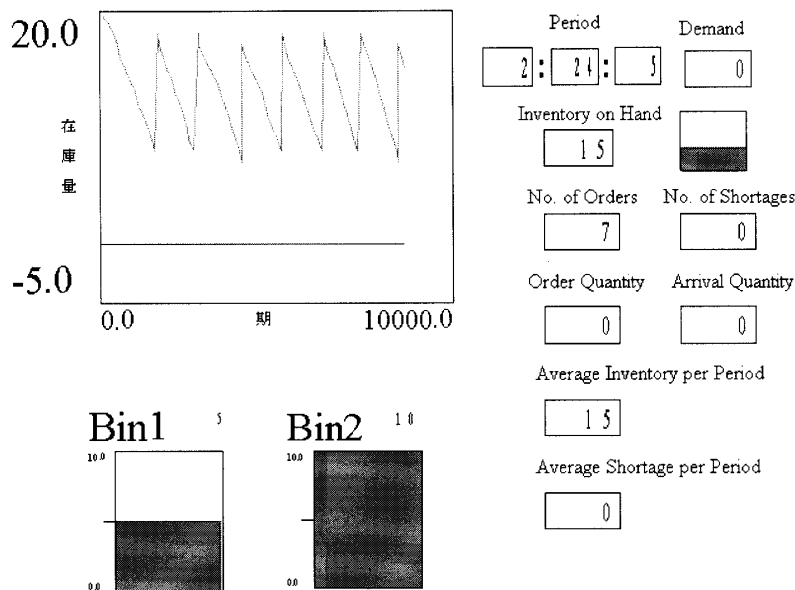 20.0
在庫量
-5.0
0.0 期 10000.0
Period Demand
2 : 24 : 5 0
Inventory on Hand
15
No. of Orders No. of Shortages
7 0
Order Quantity Arrival Quantity
0 0
Average Inventory per Period
15
Average Shortage per Period
0
Bin1 5 Bin2 10
10.0 10.0
0.0 0.0